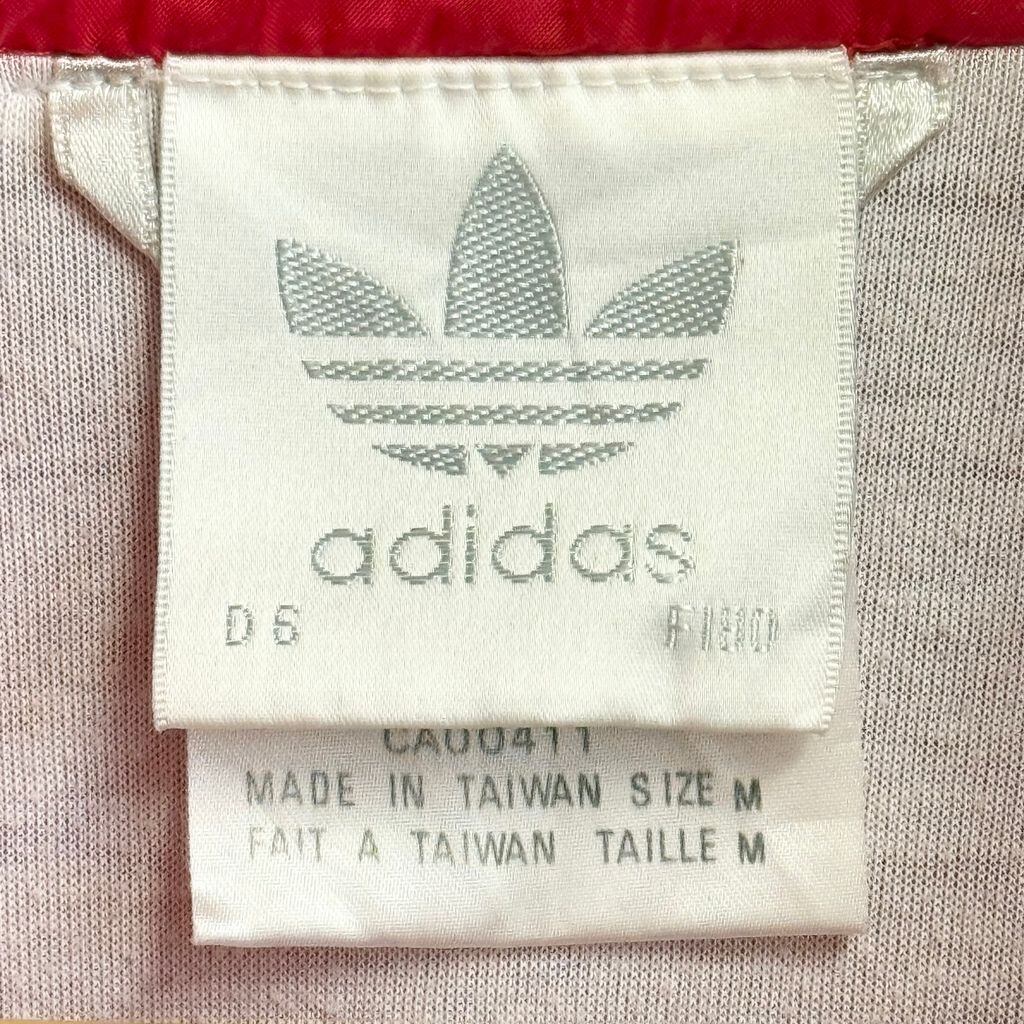 adidas
D 6
CA00411
MADE IN TAIWAN SIZE M
FAIT A TAIWAN TAILLE M